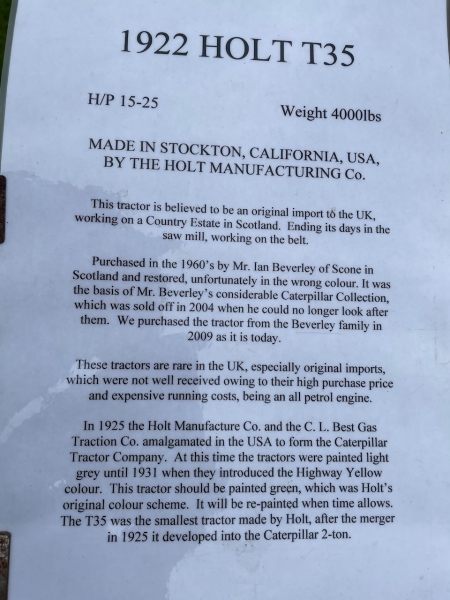 1922 HOLT T35
H/P 15-25
Weight 4000lbs
MADE IN STOCKTON, CALIFORNIA, USA,
BY THE HOLT MANUFACTURING Co.
This tractor is believed to be an original import to the UK,
working on a Country Estate in Scotland. Ending its days in the
saw mill, working on the belt.
Purchased in the 1960's by Mr. Ian Beverley of Scone in
Scotland and restored, unfortunately in the wrong colour. It was
the basis of Mr. Beverley's considerable Caterpillar Collection,
which was sold off in 2004 when he could no longer look after
them. We purchased the tractor from the Beverley family in
2009 as it is today.
These tractors are rare in the UK, especially original imports,
which were not well received owing to their high purchase price
and expensive running costs, being an all petrol engine.
In 1925 the Holt Manufacture Co. and the C. L. Best Gas
Traction Co. amalgamated in the USA to form the Caterpillar
Tractor Company. At this time the tractors were painted light
grey until 1931 when they introduced the Highway Yellow
colour. This tractor should be painted green, which was Holt's
original colour scheme. It will be re-painted when time allows.
The T35 was the smallest tractor made by Holt, after the merger
in 1925 it developed into the Caterpillar 2-ton.